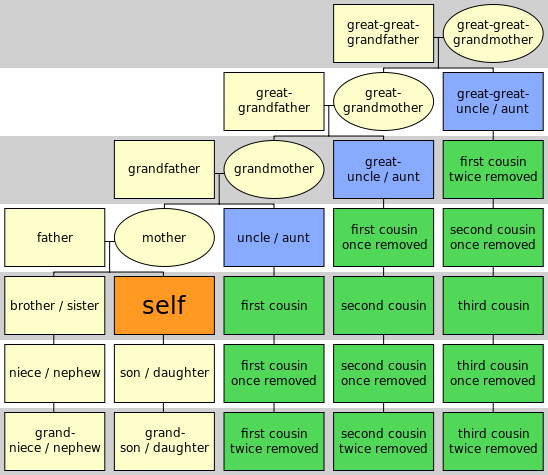 great-great-
grandfather
great-great-
grandmother
great-
grandfather
great-
grandmother
great-great-
uncle / aunt
grandfather
grandmother
great-
uncle / aunt
first cousin
twice removed
father
mother
uncle / aunt
first cousin
once removed
second cousin
once removed
brother / sister
self
first cousin
second cousin
third cousin
niece / nephew
son / daughter
first cousin
once removed
second cousin
once removed
third cousin
once removed
grand-
niece / nephew
grand-
son / daughter
first cousin
twice removed
second cousin
twice removed
third cousin
twice removed